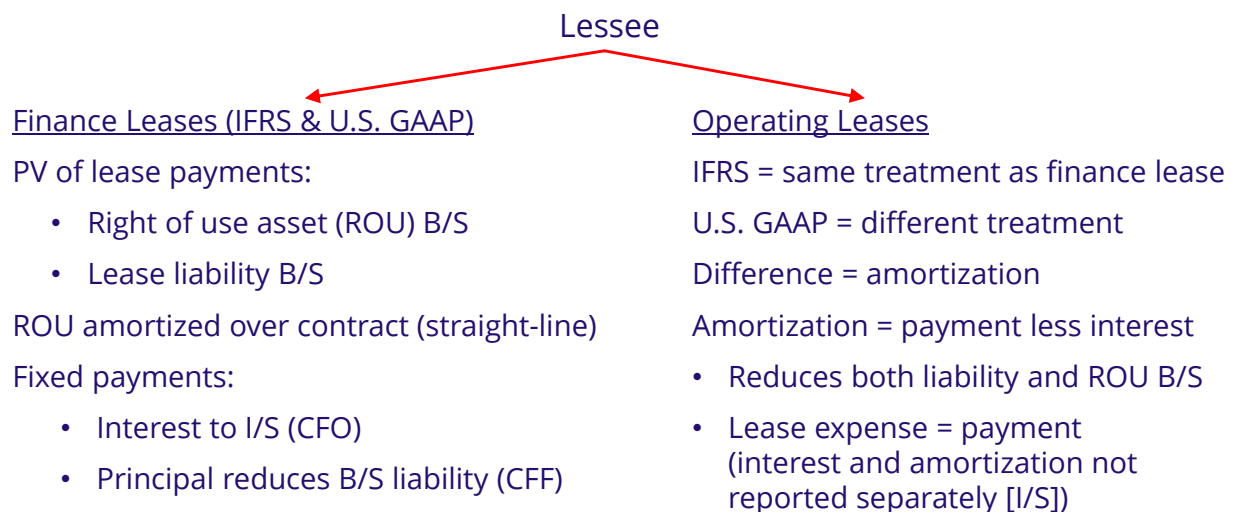 Lessee
Finance Leases (IFRS & U.S. GAAP)
PV of lease payments:
• Right of use asset (ROU) B/S
• Lease liability B/S
ROU amortized over contract (straight-line)
Fixed payments:
• Interest to I/S (CFO)
• Principal reduces B/S liability (CFF)
Operating Leases
IFRS = same treatment as finance lease
U.S. GAAP = different treatment
Difference = amortization
Amortization = payment less interest
• Reduces both liability and ROU B/S
• Lease expense = payment
(interest and amortization not
reported separately [I/S])